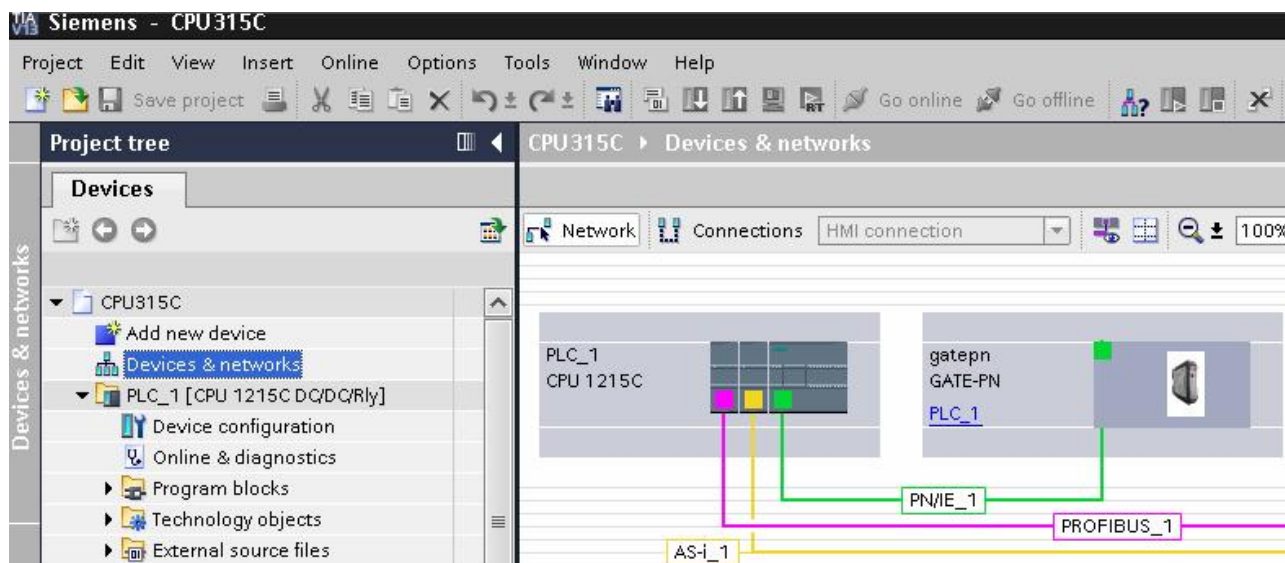 TIA V13 Siemens - CPU315C
Project Edit View Insert Online Options Tools Window Help
Save project Go online Go offline
Project tree
CPU315C Devices & networks
Devices
Network Connections HMI connection 100%
Devices & networks
CPU315C
Add new device
Devices & networks
PLC_1 [CPU 1215C DC/DC/Rly]
Device configuration
Online & diagnostics
Program blocks
Technology objects
External source files
PLC_1
CPU 1215C
gatepn
GATE-PN
PLC_1
PN/IE_1
PROFIBUS_1
AS-i_1